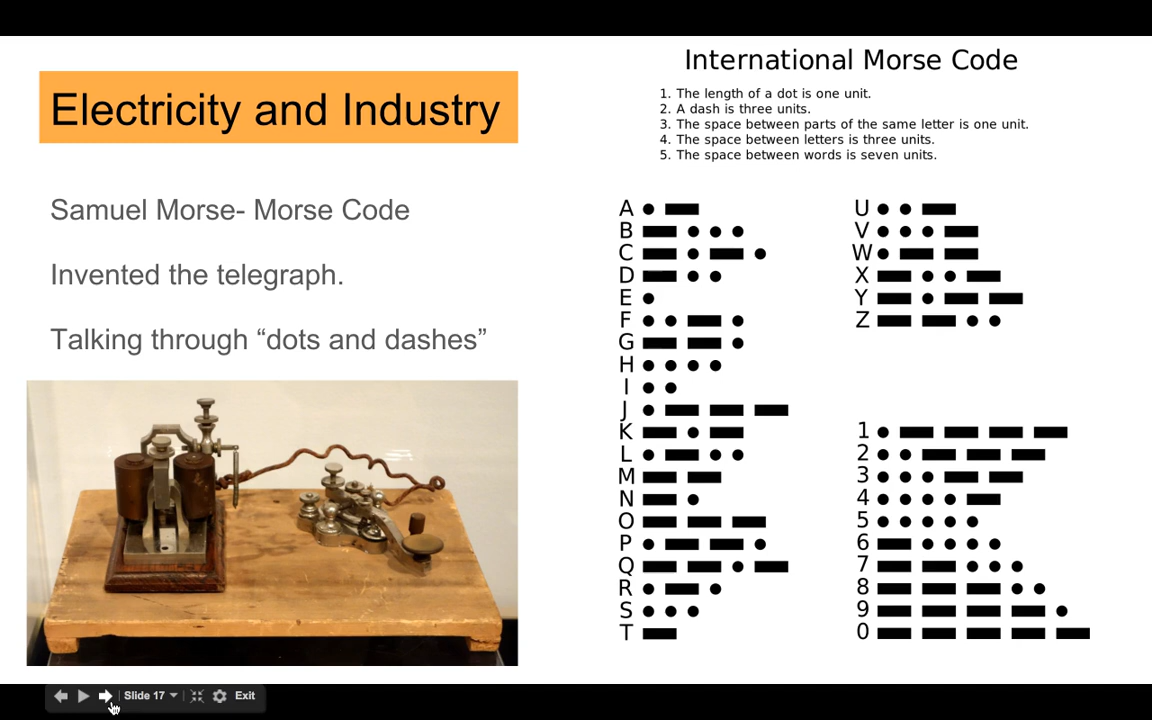 Electricity and Industry
Samuel Morse- Morse Code
Invented the telegraph.
Talking through “dots and dashes”
International Morse Code
1. The length of a dot is one unit.
2. A dash is three units.
3. The space between parts of the same letter is one unit.
4. The space between letters is three units.
5. The space between words is seven units.
A
B
C
D
E
F
G
H
I
J
K
L
M
N
O
P
Q
R
S
T
U
V
W
X
Y
Z
1
2
3
4
5
6
7
8
9
0
Slide 17
Exit